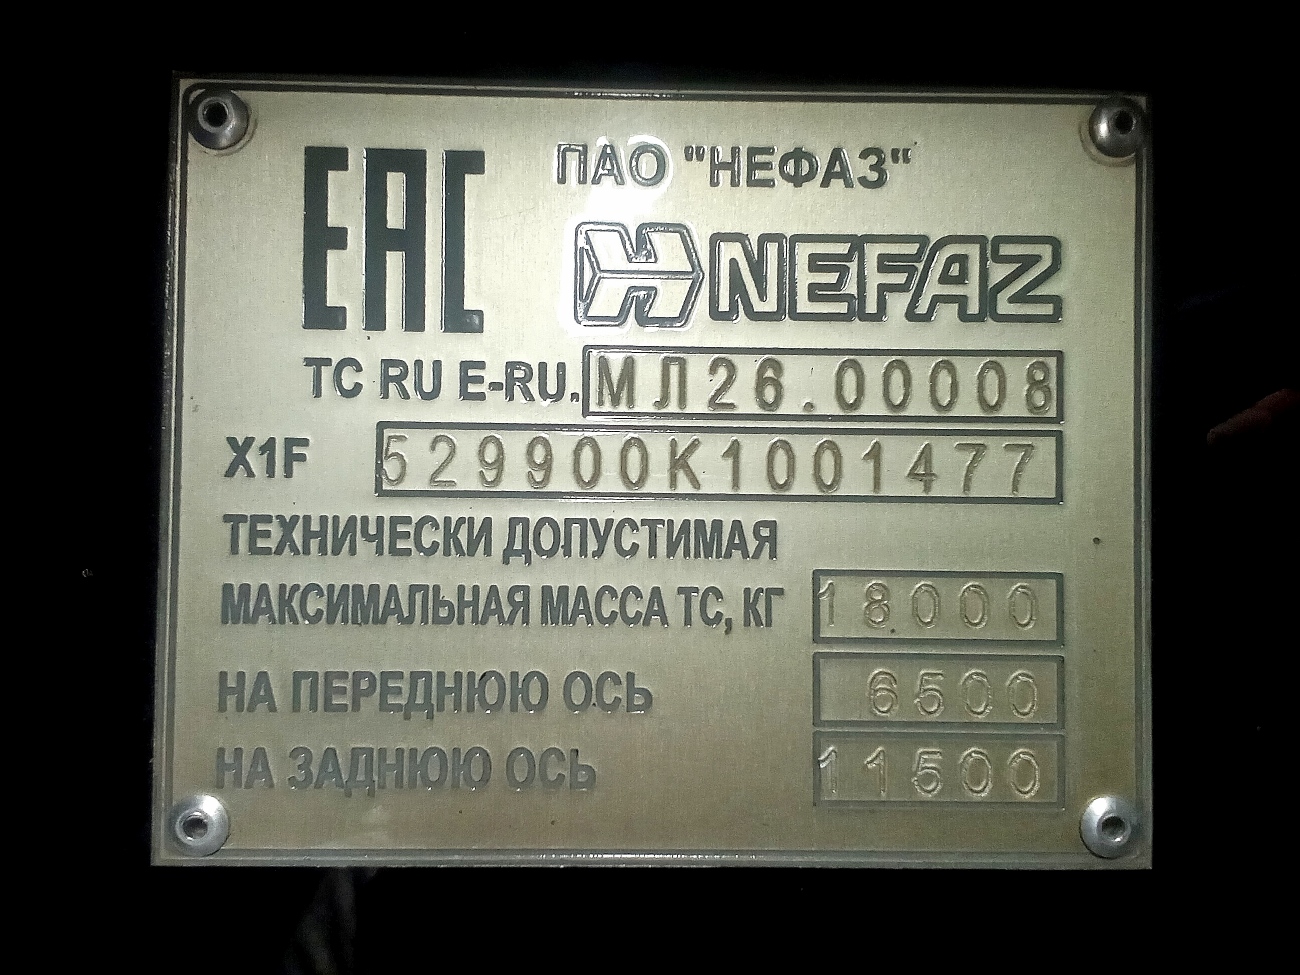 ЕАС
ПАО "НЕФАЗ"
NEFAZ
ТС RU E-RU. МЛ26.00008
X1F 529900K1001477
ТЕХНИЧЕСКИ ДОПУСТИМАЯ
МАКСИМАЛЬНАЯ МАССА ТС, КГ 18000
НА ПЕРЕДНЮЮ ОСЬ 6500
НА ЗАДНЮЮ ОСЬ 11500